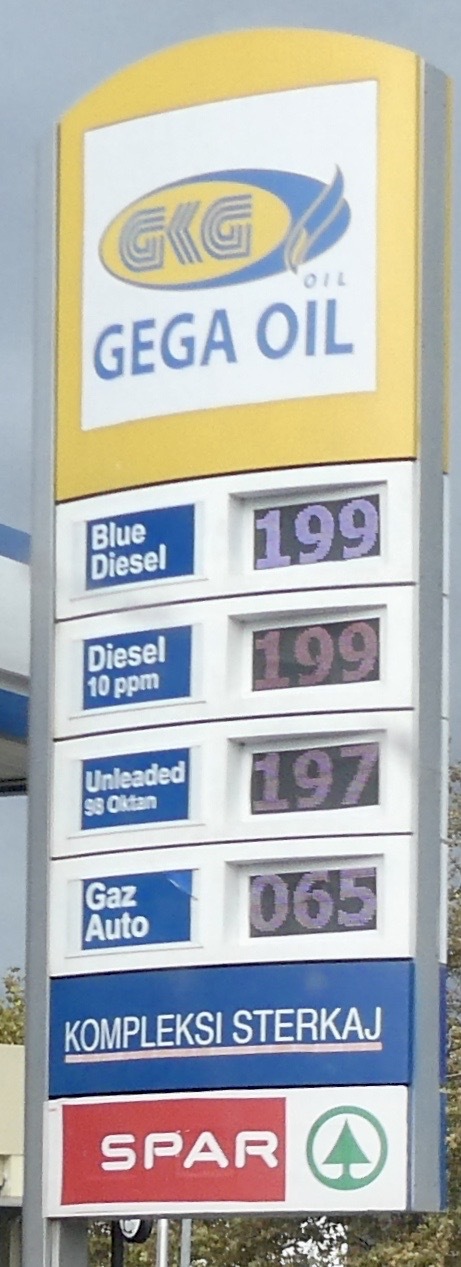 GKG
OIL
GEGA OIL
Blue
Diesel
199
Diesel
10 ppm
199
Unleaded
98 Oktan
197
Gaz
Auto
065
KOMPLEKSI STERKAJ
SPAR